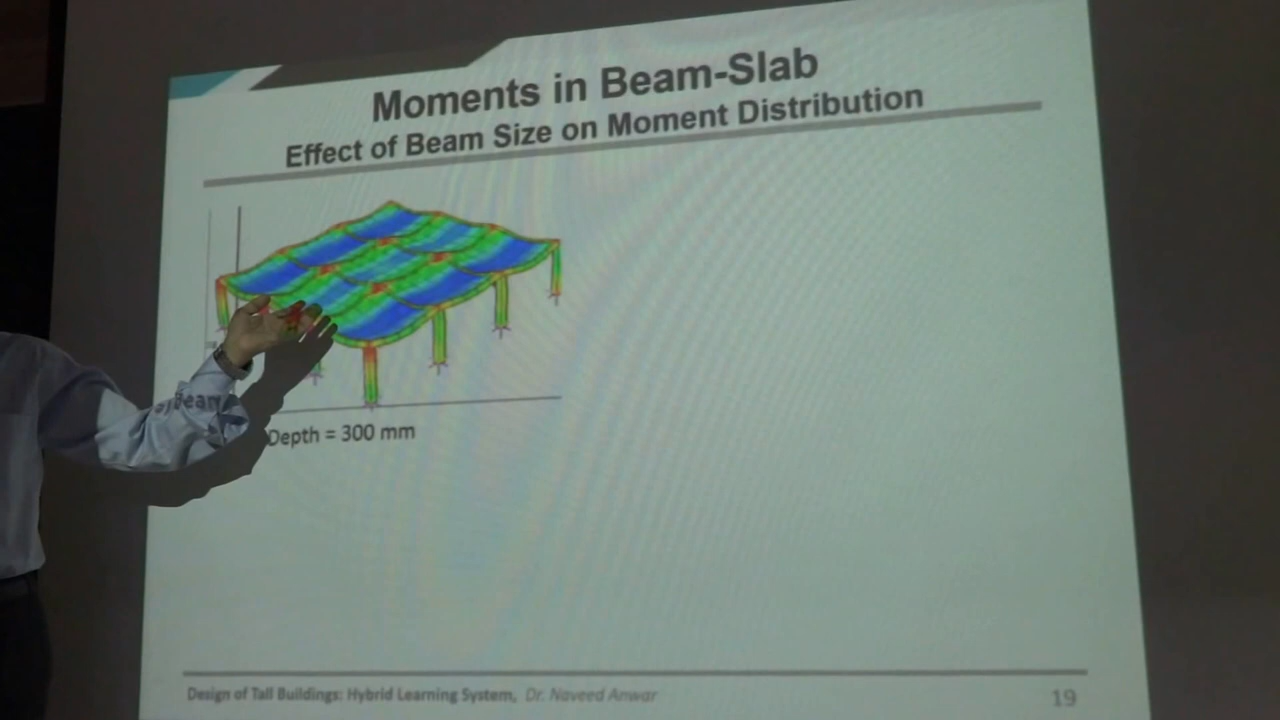 Moments in Beam-Slab
Effect of Beam Size on Moment Distribution
Beam Depth = 300 mm
Design of Tall Buildings: Hybrid Learning System, Dr. Naveed Anwar
19